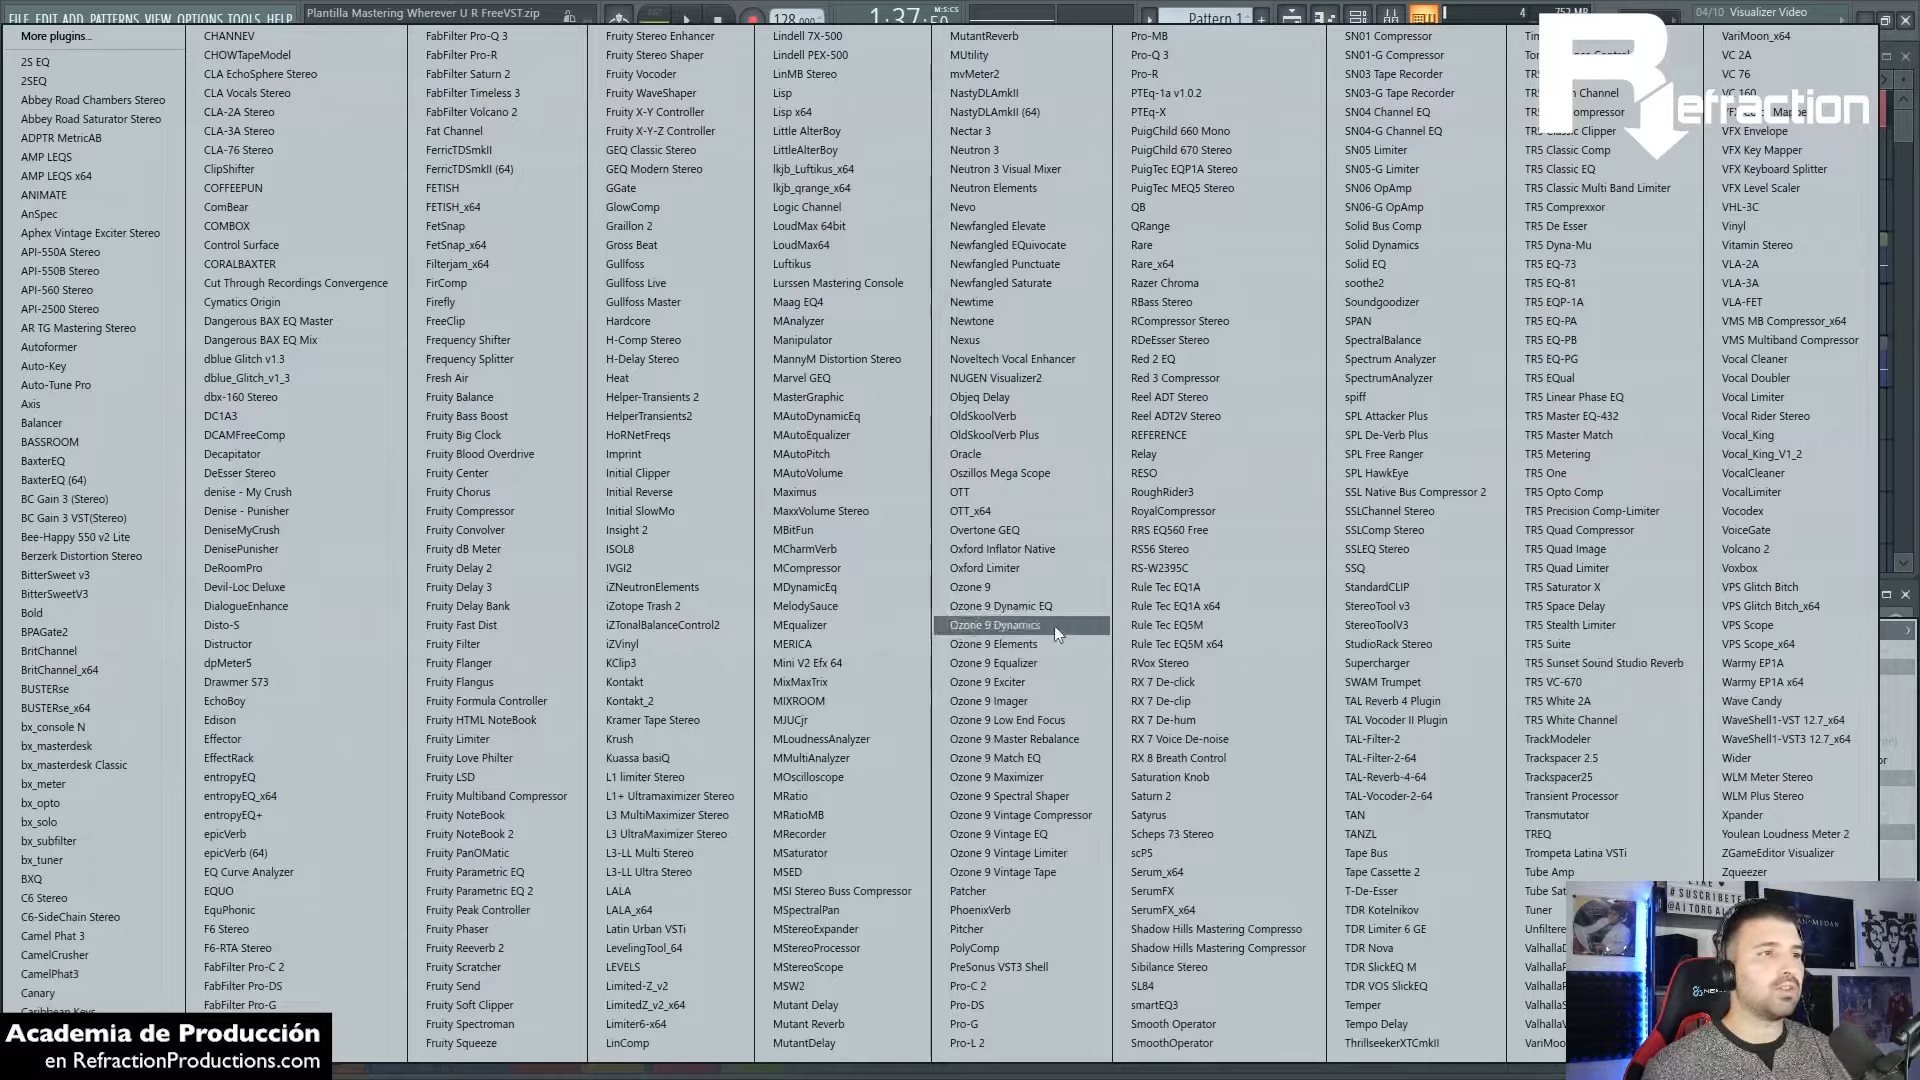 FILE EDIT ADD PATTERNS VIEW OPTIONS TOOLS HELP
Plantilla Mastering Wherever U R FreeVST.zip
128.000
1:37:50
M:S:CS
Pattern 1
4
752 MB
04/10 Visualizer Video
Refraction
More plugins...
2S EQ
2SEQ
Abbey Road Chambers Stereo
Abbey Road Saturator Stereo
ADPTR MetricAB
AMP LEQS
AMP LEQS x64
ANIMATE
AnSpec
Aphex Vintage Exciter Stereo
API-550A Stereo
API-550B Stereo
API-560 Stereo
API-2500 Stereo
AR TG Mastering Stereo
Autoformer
Auto-Key
Auto-Tune Pro
Axis
Balancer
BASSROOM
BaxterEQ
BaxterEQ (64)
BC Gain 3 (Stereo)
BC Gain 3 VST(Stereo)
Bee-Happy 550 v2 Lite
Berzerk Distortion Stereo
BitterSweet v3
BitterSweetV3
Bold
BPAGate2
BritChannel
BritChannel_x64
BUSTERse
BUSTERse_x64
bx_console N
bx_masterdesk
bx_masterdesk Classic
bx_meter
bx_opto
bx_solo
bx_subfilter
bx_tuner
BXQ
C6 Stereo
C6-SideChain Stereo
Camel Phat 3
CamelCrusher
CamelPhat3
Canary
CHANNEV
CHOWTapeModel
CLA EchoSphere Stereo
CLA Vocals Stereo
CLA-2A Stereo
CLA-3A Stereo
CLA-76 Stereo
ClipShifter
COFFEEPUN
ComBear
COMBOX
Control Surface
CORALBAXTER
Cut Through Recordings Convergence
Cymatics Origin
Dangerous BAX EQ Master
Dangerous BAX EQ Mix
dblue Glitch v1.3
dblue_Glitch_v1_3
dbx-160 Stereo
DC1A3
DCAMFreeComp
Decapitator
DeEsser Stereo
denise - My Crush
Denise - Punisher
DeniseMyCrush
DenisePunisher
DeRoomPro
Devil-Loc Deluxe
DialogueEnhance
Disto-S
Distructor
dpMeter5
Drawmer S73
EchoBoy
Edison
Effector
EffectRack
entropyEQ
entropyEQ_x64
entropyEQ+
epicVerb
epicVerb (64)
EQ Curve Analyzer
EQUO
EquPhonic
F6 Stereo
F6-RTA Stereo
FabFilter Pro-C 2
FabFilter Pro-DS
FabFilter Pro-G
FabFilter Pro-Q 3
FabFilter Pro-R
FabFilter Saturn 2
FabFilter Timeless 3
FabFilter Volcano 2
Fat Channel
FerricTDSmkII
FerricTDSmkII (64)
FETISH
FETISH_x64
FetSnap
FetSnap_x64
Filterjam_x64
FirComp
Firefly
FreeClip
Frequency Shifter
Frequency Splitter
Fresh Air
Fruity Balance
Fruity Bass Boost
Fruity Big Clock
Fruity Blood Overdrive
Fruity Center
Fruity Chorus
Fruity Compressor
Fruity Convolver
Fruity dB Meter
Fruity Delay 2
Fruity Delay 3
Fruity Delay Bank
Fruity Fast Dist
Fruity Filter
Fruity Flanger
Fruity Flangus
Fruity Formula Controller
Fruity HTML NoteBook
Fruity Limiter
Fruity Love Philter
Fruity LSD
Fruity Multiband Compressor
Fruity NoteBook
Fruity NoteBook 2
Fruity PanOMatic
Fruity Parametric EQ
Fruity Parametric EQ 2
Fruity Peak Controller
Fruity Phaser
Fruity Reeverb 2
Fruity Scratcher
Fruity Send
Fruity Soft Clipper
Fruity Spectroman
Fruity Squeeze
Fruity Stereo Enhancer
Fruity Stereo Shaper
Fruity Vocoder
Fruity WaveShaper
Fruity X-Y Controller
Fruity X-Y-Z Controller
GEQ Classic Stereo
GEQ Modern Stereo
GGate
GlowComp
Graillon 2
Gross Beat
Gullfoss
Gullfoss Live
Gullfoss Master
Hardcore
H-Comp Stereo
H-Delay Stereo
Heat
Helper-Transients 2
HelperTransients2
HoRNetFreqs
Imprint
Initial Clipper
Initial Reverse
Initial SlowMo
Insight 2
ISOL8
IVGI2
iZNeutronElements
iZotope Trash 2
iZTonalBalanceControl2
iZVinyl
KClip3
Kontakt
Kontakt_2
Kramer Tape Stereo
Krush
Kuassa basiQ
L1 limiter Stereo
L1+ Ultramaximizer Stereo
L3 MultiMaximizer Stereo
L3 UltraMaximizer Stereo
L3-LL Multi Stereo
L3-LL Ultra Stereo
LALA
LALA_x64
Latin Urban VSTi
LevelingTool_64
LEVELS
Limited-Z_v2
LimitedZ_v2_x64
Limiter6-x64
LinComp
Lindell 7X-500
Lindell PEX-500
LinMB Stereo
Lisp
Lisp x64
Little AlterBoy
LittleAlterBoy
lkjb_Luftikus_x64
lkjb_qrange_x64
Logic Channel
LoudMax 64bit
LoudMax64
Luftikus
Lurssen Mastering Console
Maag EQ4
MAnalyzer
Manipulator
MannyM Distortion Stereo
Marvel GEQ
MasterGraphic
MAutoDynamicEq
MAutoEqualizer
MAutoPitch
MAutoVolume
Maximus
MaxxVolume Stereo
MBitFun
MCharmVerb
MCompressor
MDynamicEq
MelodySauce
MEqualizer
MERICA
Mini V2 Efx 64
MixMaxTrix
MIXROOM
MJUCjr
MLoudnessAnalyzer
MMultiAnalyzer
MOscilloscope
MRatio
MRatioMB
MRecorder
MSaturator
MSED
MSI Stereo Buss Compressor
MSpectralPan
MStereoExpander
MStereoProcessor
MStereoScope
MSW2
Mutant Delay
Mutant Reverb
MutantDelay
MutantReverb
MUtility
mvMeter2
NastyDLAmkII
NastyDLAmkII (64)
Nectar 3
Neutron 3
Neutron 3 Visual Mixer
Neutron Elements
Nevo
Newfangled Elevate
Newfangled EQuivocate
Newfangled Punctuate
Newfangled Saturate
Newtime
Newtone
Nexus
Noveltech Vocal Enhancer
NUGEN Visualizer2
Objeq Delay
OldSkoolVerb
OldSkoolVerb Plus
Oracle
Oszillos Mega Scope
OTT
OTT_x64
Overtone GEQ
Oxford Inflator Native
Oxford Limiter
Ozone 9
Ozone 9 Dynamic EQ
Ozone 9 Dynamics
Ozone 9 Elements
Ozone 9 Equalizer
Ozone 9 Exciter
Ozone 9 Imager
Ozone 9 Low End Focus
Ozone 9 Master Rebalance
Ozone 9 Match EQ
Ozone 9 Maximizer
Ozone 9 Spectral Shaper
Ozone 9 Vintage Compressor
Ozone 9 Vintage EQ
Ozone 9 Vintage Limiter
Ozone 9 Vintage Tape
Patcher
PhoenixVerb
Pitcher
PolyComp
PreSonus VST3 Shell
Pro-C 2
Pro-DS
Pro-G
Pro-L 2
Pro-MB
Pro-Q 3
Pro-R
PTEq-1a v1.0.2
PTEq-X
PuigChild 660 Mono
PuigChild 670 Stereo
PuigTec EQP1A Stereo
PuigTec MEQ5 Stereo
QB
QRange
Rare
Rare_x64
Razer Chroma
RBass Stereo
RCompressor Stereo
RDeEsser Stereo
Red 2 EQ
Red 3 Compressor
Reel ADT Stereo
Reel ADT2V Stereo
REFERENCE
Relay
RESO
RoughRider3
RoyalCompressor
RRS EQ560 Free
RS56 Stereo
RS-W2395C
Rule Tec EQ1A
Rule Tec EQ1A x64
Rule Tec EQ5M
Rule Tec EQ5M x64
RVox Stereo
RX 7 De-click
RX 7 De-clip
RX 7 De-hum
RX 7 Voice De-noise
RX 8 Breath Control
Saturation Knob
Saturn 2
Satyrus
Scheps 73 Stereo
scP5
Serum_x64
SerumFX
SerumFX_x64
Shadow Hills Mastering Compresso
Shadow Hills Mastering Compressor
Sibilance Stereo
SL84
smartEQ3
Smooth Operator
SmoothOperator
SN01 Compressor
SN01-G Compressor
SN03 Tape Recorder
SN03-G Tape Recorder
SN04 Channel EQ
SN04-G Channel EQ
SN05 Limiter
SN05-G Limiter
SN06 OpAmp
SN06-G OpAmp
Solid Bus Comp
Solid Dynamics
Solid EQ
soothe2
Soundgoodizer
SPAN
SpectralBalance
Spectrum Analyzer
SpectrumAnalyzer
spiff
SPL Attacker Plus
SPL De-Verb Plus
SPL Free Ranger
SPL HawkEye
SSL Native Bus Compressor 2
SSLChannel Stereo
SSLComp Stereo
SSLEQ Stereo
SSQ
StandardCLIP
StereoTool v3
StereoToolV3
StudioRack Stereo
Supercharger
SWAM Trumpet
TAL Reverb 4 Plugin
TAL Vocoder II Plugin
TAL-Filter-2
TAL-Filter-2-64
TAL-Reverb-4-64
TAL-Vocoder-2-64
TAN
TANZL
Tape Bus
Tape Cassette 2
T-De-Esser
TDR Kotelnikov
TDR Limiter 6 GE
TDR Nova
TDR SlickEQ M
TDR VOS SlickEQ
Temper
Tempo Delay
ThrillseekerXTCmkII
TR5 Classic Clipper
TR5 Classic Comp
TR5 Classic EQ
TR5 Classic Multi Band Limiter
TR5 Comprexxor
TR5 De Esser
TR5 Dyna-Mu
TR5 EQ-73
TR5 EQ-81
TR5 EQP-1A
TR5 EQ-PA
TR5 EQ-PB
TR5 EQ-PG
TR5 EQual
TR5 Linear Phase EQ
TR5 Master EQ-432
TR5 Master Match
TR5 Metering
TR5 One
TR5 Opto Comp
TR5 Precision Comp-Limiter
TR5 Quad Compressor
TR5 Quad Image
TR5 Quad Limiter
TR5 Saturator X
TR5 Space Delay
TR5 Stealth Limiter
TR5 Suite
TR5 Sunset Sound Studio Reverb
TR5 VC-670
TR5 White 2A
TR5 White Channel
TrackModeler
Trackspacer 2.5
Trackspacer25
Transient Processor
Transmutator
TREQ
Trompeta Latina VSTi
Tube Amp
Tube Sat
Tuner
Unfiltere
VariMoo
VariMoon_x64
VC 2A
VC 76
VC 160
VFX Envelope
VFX Key Mapper
VFX Keyboard Splitter
VFX Level Scaler
VHL-3C
Vinyl
Vitamin Stereo
VLA-2A
VLA-3A
VLA-FET
VMS MB Compressor_x64
VMS Multiband Compressor
Vocal Cleaner
Vocal Doubler
Vocal Limiter
Vocal Rider Stereo
Vocal_King
Vocal_King_V1_2
VocalCleaner
VocalLimiter
Vocodex
VoiceGate
Volcano 2
Voxbox
VPS Glitch Bitch
VPS Glitch Bitch_x64
VPS Scope
VPS Scope_x64
Warmy EP1A
Warmy EP1A x64
Wave Candy
WaveShell1-VST 12.7_x64
WaveShell1-VST3 12.7_x64
Wider
WLM Meter Stereo
WLM Plus Stereo
Xpander
Youlean Loudness Meter 2
ZGameEditor Visualizer
Zqueezer
# SUSCRIBETE
Academia de Producción
en RefractionProductions.com